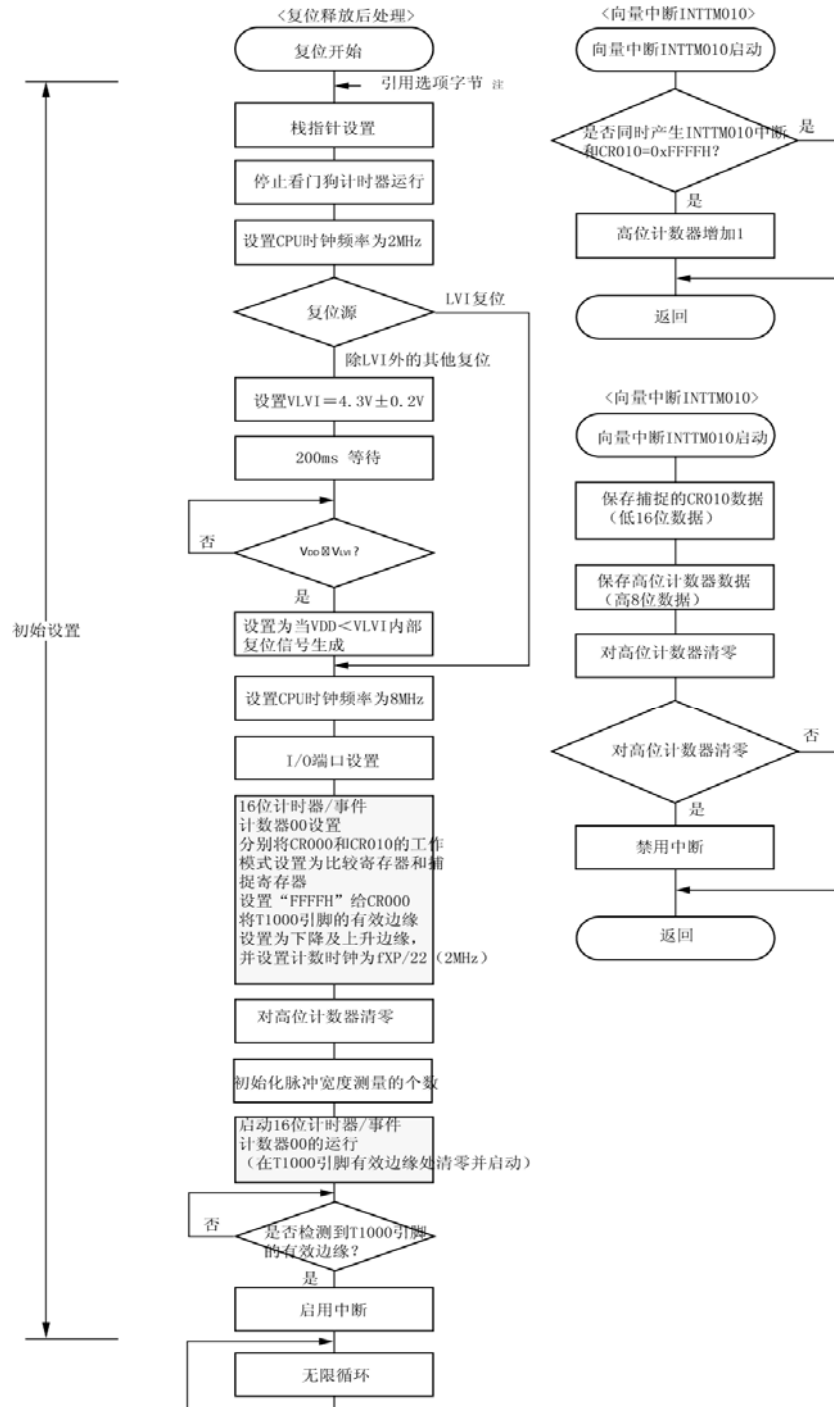 <复位释放后处理>
复位开始
引用选项字节 注
栈指针设置
停止看门狗计时器运行
设置CPU时钟频率为2MHz
复位源
LVI复位
除LVI外的其他复位
设置VLVI＝4.3V±0.2V
200ms 等待
否
VDD VLVI？
是
设置为当VDD＜VLVI内部
复位信号生成
初始设置
设置CPU时钟频率为8MHz
I/O端口设置
16位计时器/事件
计数器00设置
分别将CR000和CR010的工作
模式设置为比较寄存器和捕
捉寄存器
设置“FFFFH”给CR000
将T1000引脚的有效边缘
设置为下降及上升边缘，
并设置计数时钟为fXP/22（2MHz）
对高位计数器清零
初始化脉冲宽度测量的个数
启动16位计时器/事件
计数器00的运行
（在T1000引脚有效边缘处清零并启动）
否
是否检测到T1000引脚
的有效边缘？
是
启用中断
无限循环
<向量中断INTTM010>
向量中断INTTM010启动
是否同时产生INTTM010中断
和CR010=0xFFFFH？
是
是
高位计数器增加1
返回
<向量中断INTTM010>
向量中断INTTM010启动
保存捕捉的CR010数据
（低16位数据）
保存高位计数器数据
（高8位数据）
对高位计数器清零
对高位计数器清零
否
是
禁用中断
返回